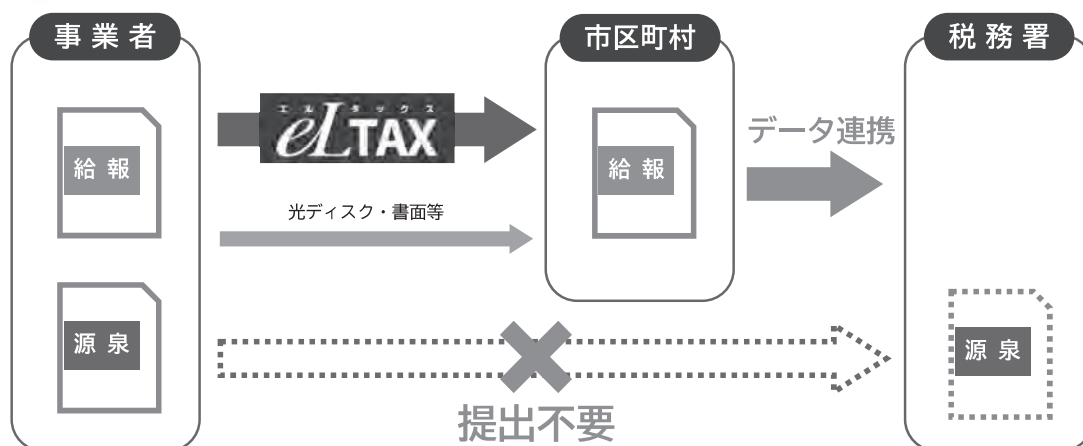 事業者
市区町村
税務署
エルタックス
eLTAX
データ連携
給報
給報
光ディスク・書面等
源泉
源泉
提出不要